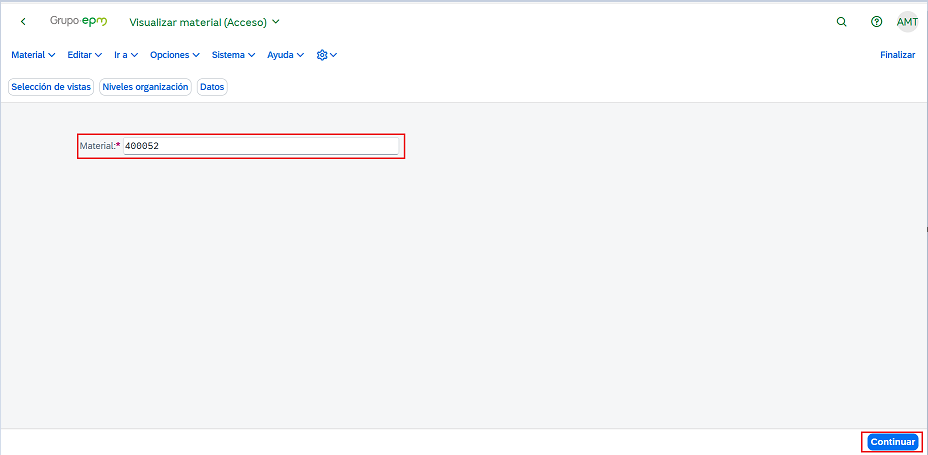 Grupo·epm Visualizar material (Acceso) AMT
Material Editar Ir a Opciones Sistema Ayuda Finalizar
Selección de vistas Niveles organización Datos
Material:* 400052
Continuar